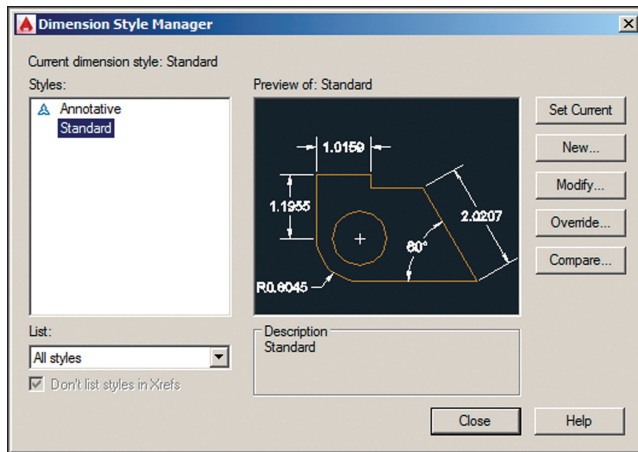 Dimension Style Manager
Current dimension style: Standard
Styles:
Annotative
Standard
Preview of: Standard
1.0159
1.1955
2.0207
60°
R0.8045
Set Current
New...
Modify...
Override...
Compare...
List:
All styles
Don't list styles in Xrefs
Description
Standard
Close
Help